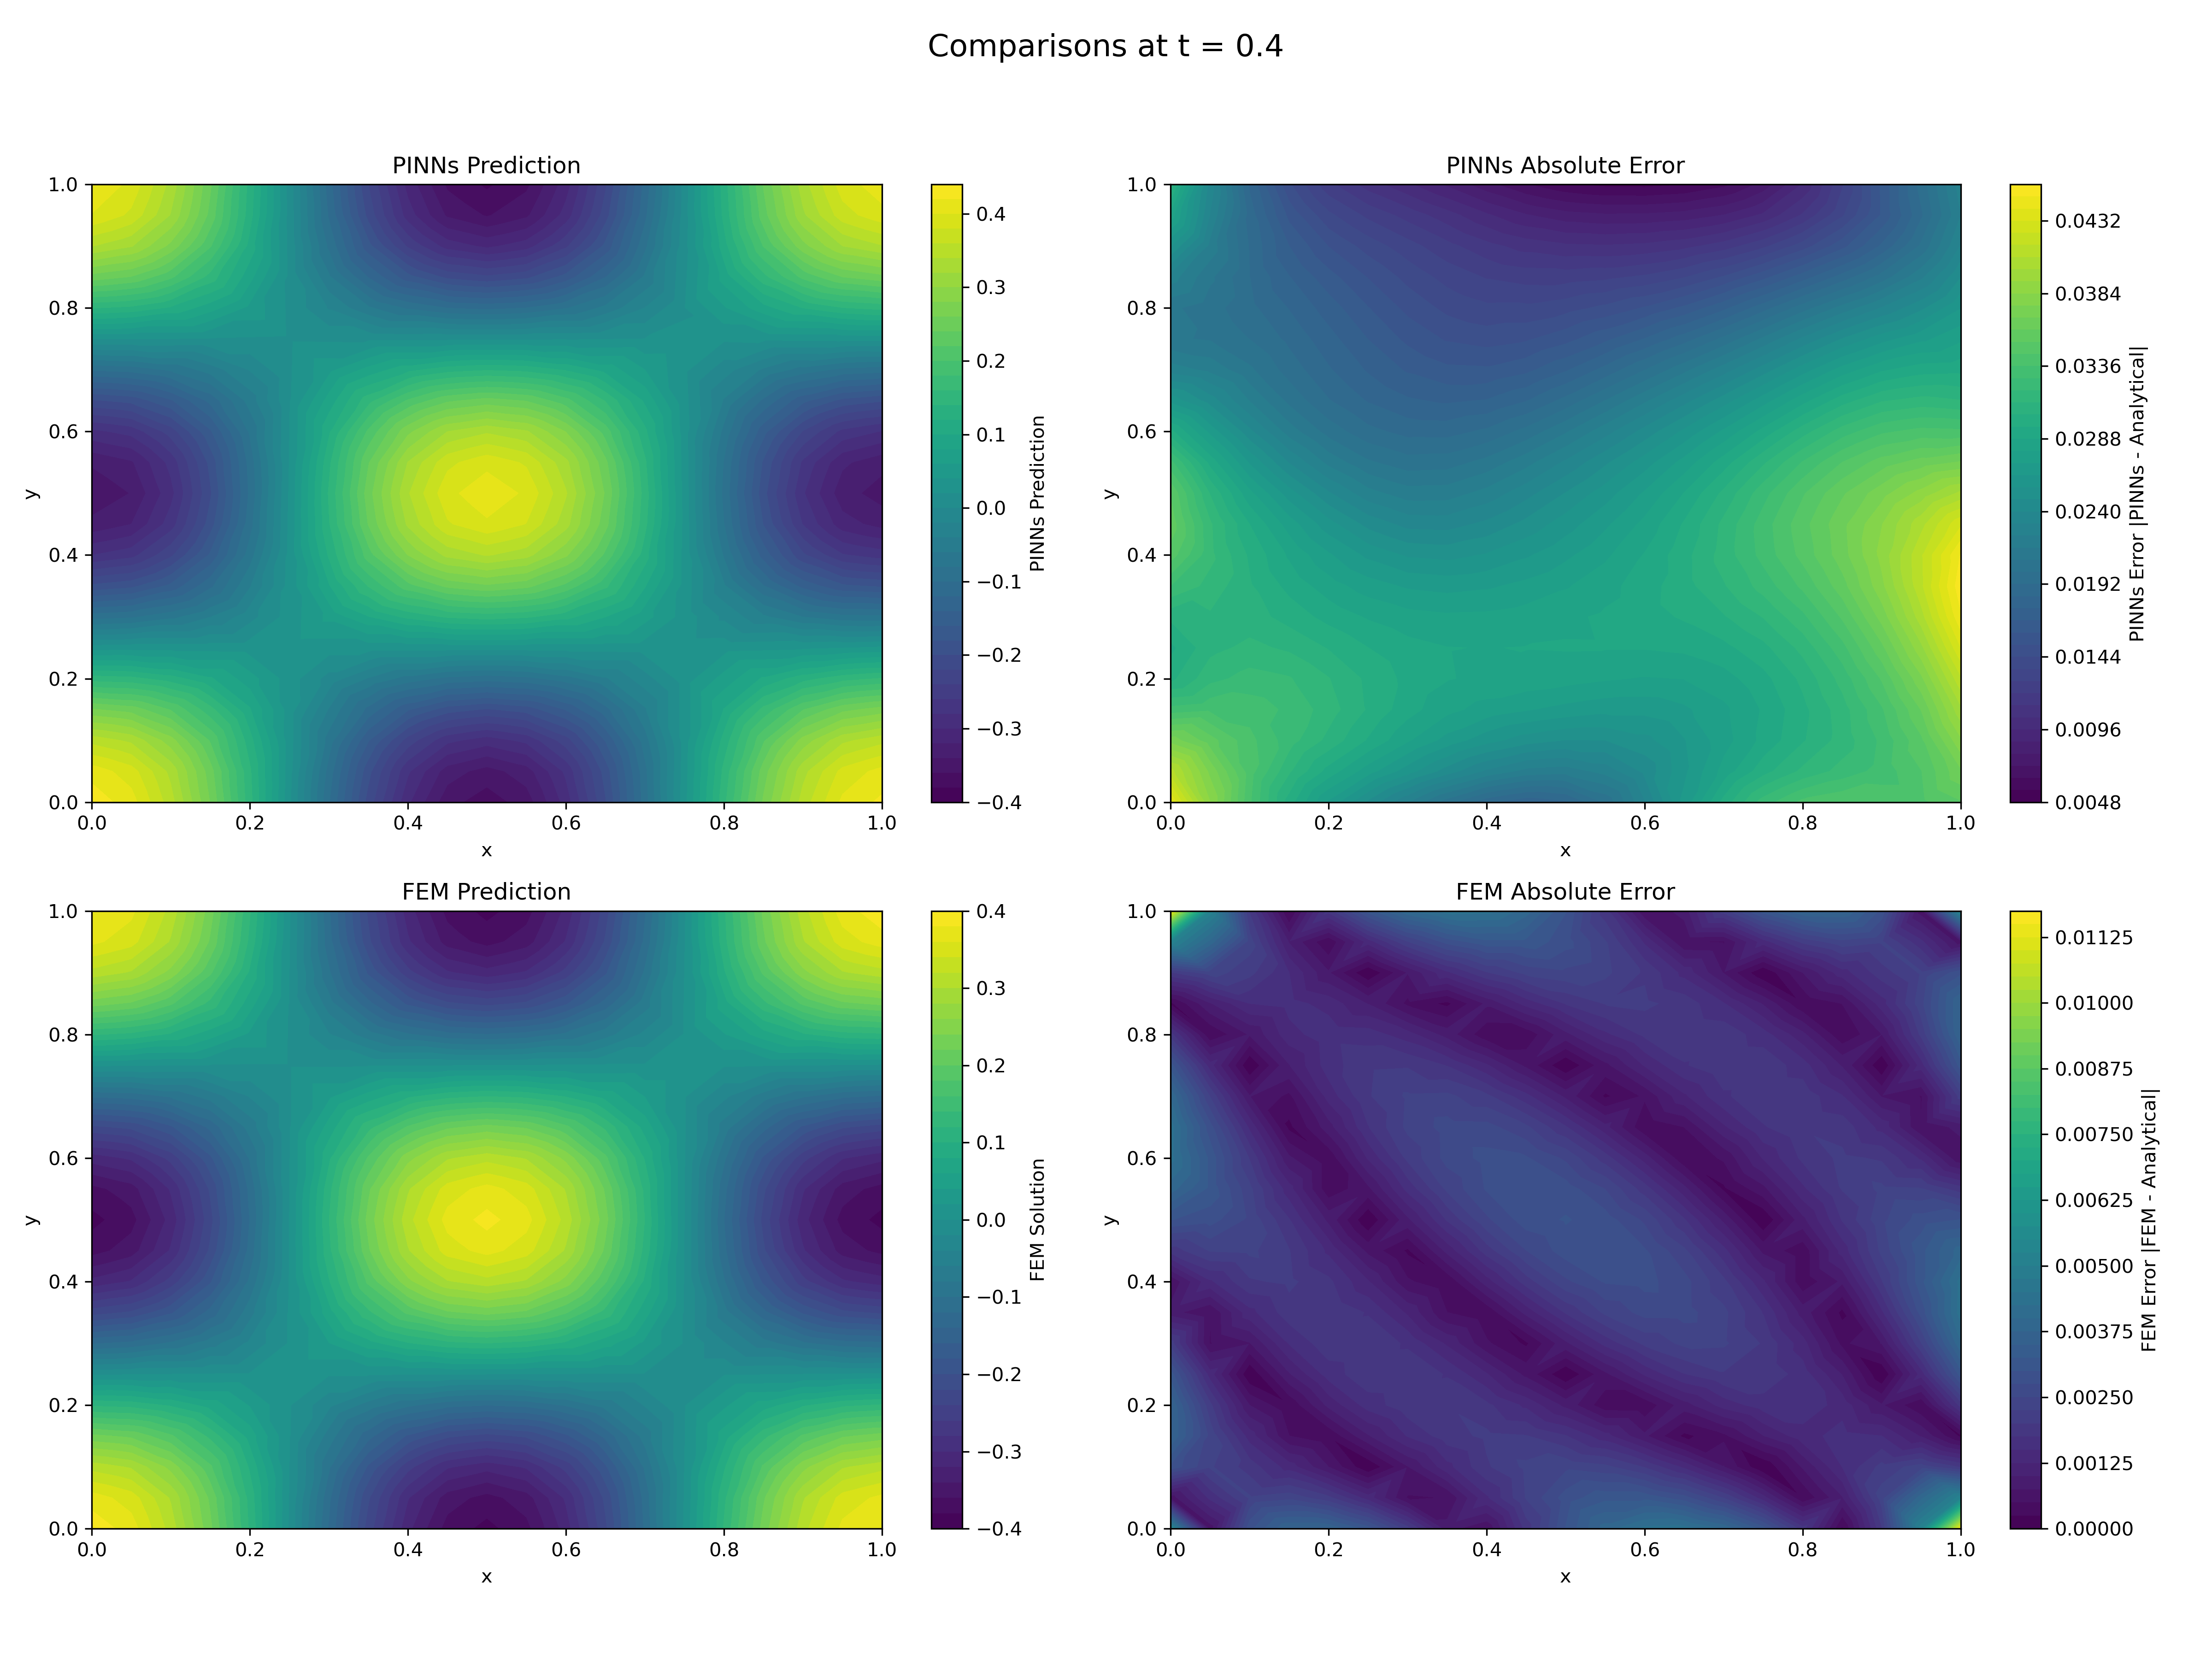 Comparisons at t = 0.4
PINNs Prediction
1.0
0.8
0.6
0.4
0.2
0.0
y
0.0 0.2 0.4 0.6 0.8 1.0
x
0.4
0.3
0.2
0.1
0.0
−0.1
−0.2
−0.3
−0.4
PINNs Prediction
PINNs Absolute Error
1.0
0.8
0.6
0.4
0.2
0.0
y
0.0 0.2 0.4 0.6 0.8 1.0
x
0.0432
0.0384
0.0336
0.0288
0.0240
0.0192
0.0144
0.0096
0.0048
PINNs Error |PINNs - Analytical|
FEM Prediction
1.0
0.8
0.6
0.4
0.2
0.0
y
0.0 0.2 0.4 0.6 0.8 1.0
x
0.4
0.3
0.2
0.1
0.0
−0.1
−0.2
−0.3
−0.4
FEM Solution
FEM Absolute Error
1.0
0.8
0.6
0.4
0.2
0.0
y
0.0 0.2 0.4 0.6 0.8 1.0
x
0.01125
0.01000
0.00875
0.00750
0.00625
0.00500
0.00375
0.00250
0.00125
0.00000
FEM Error |FEM - Analytical|